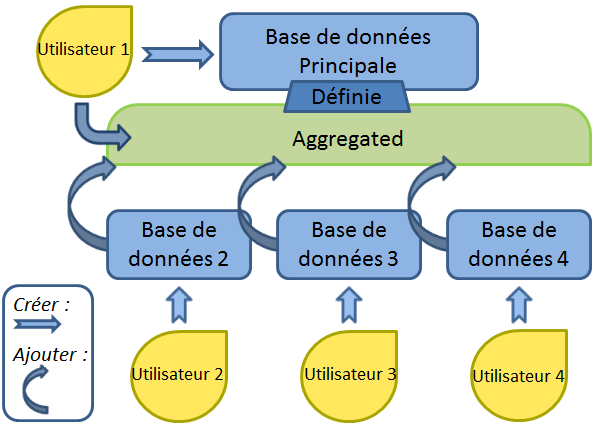 Utilisateur 1
Base de données
Principale
Définie
Aggregated
Base de
données 2
Base de
données 3
Base de
données 4
Créer :
Ajouter :
Utilisateur 2
Utilisateur 3
Utilisateur 4